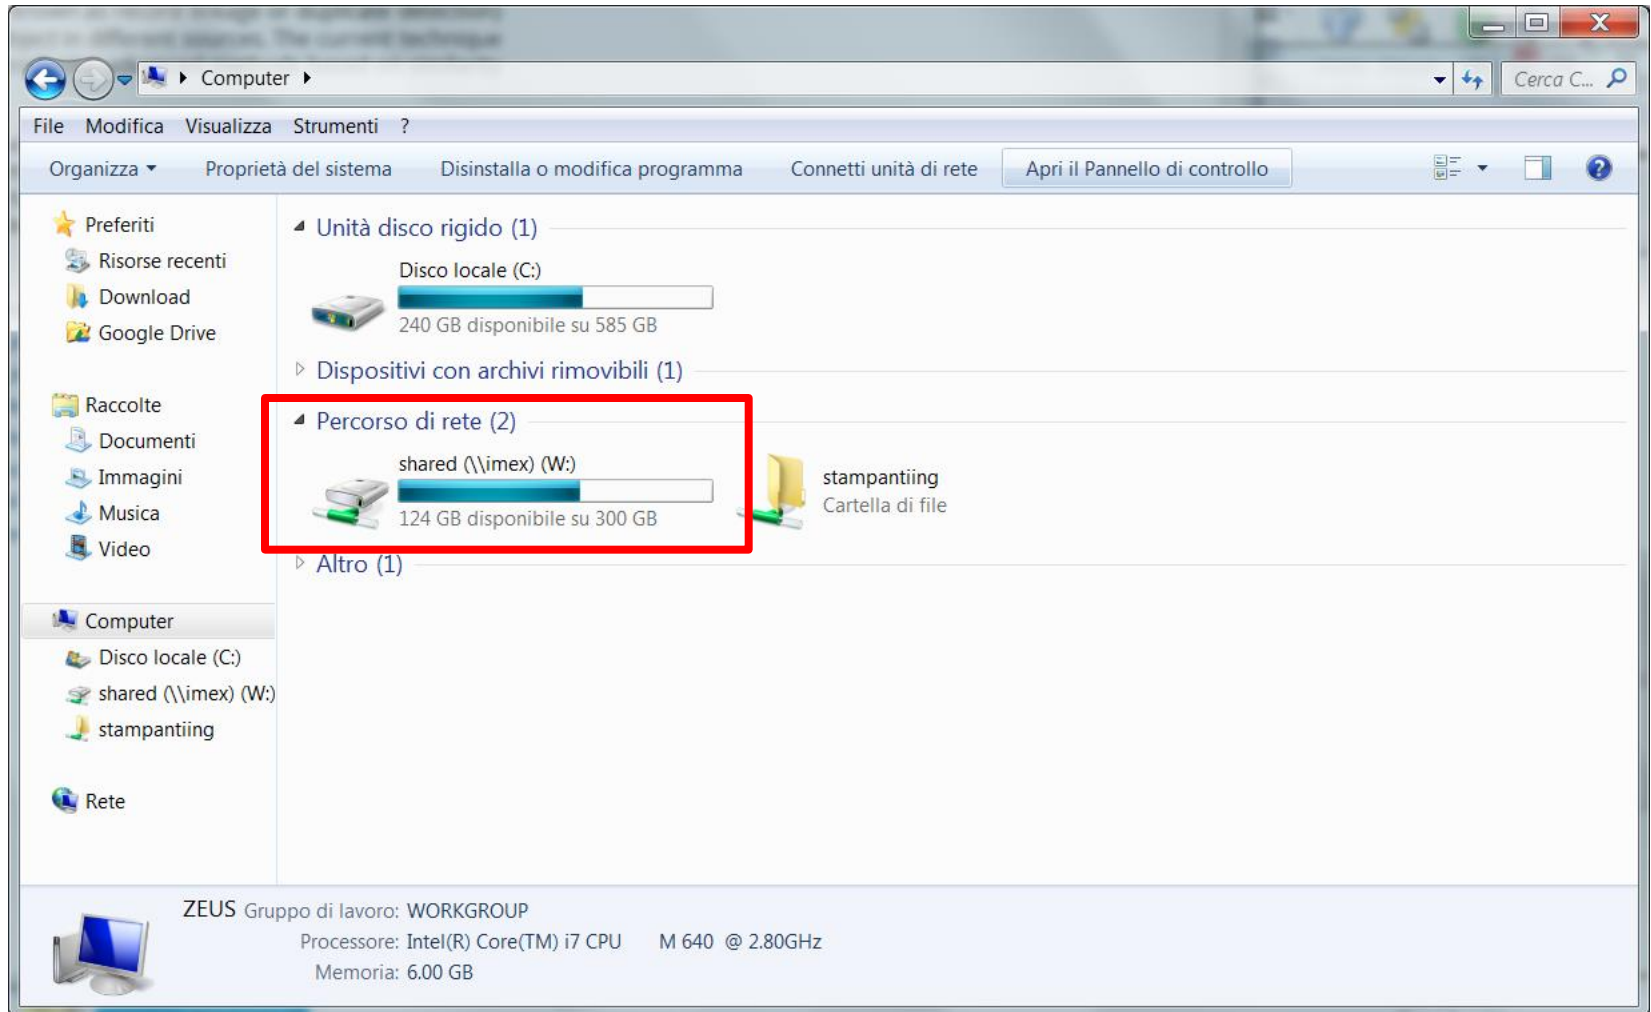 Computer
Cerca C...
File Modifica Visualizza Strumenti ?
Organizza Proprietà del sistema Disinstalla o modifica programma Connetti unità di rete Apri il Pannello di controllo
Preferiti
Risorse recenti
Download
Google Drive
Raccolte
Documenti
Immagini
Musica
Video
Computer
Disco locale (C:)
shared (\\imex) (W:)
stampantiing
Rete
Unità disco rigido (1)
Disco locale (C:)
240 GB disponibile su 585 GB
Dispositivi con archivi rimovibili (1)
Percorso di rete (2)
shared (\\imex) (W:)
124 GB disponibile su 300 GB
stampantiing
Cartella di file
Altro (1)
ZEUS Gruppo di lavoro: WORKGROUP
Processore: Intel(R) Core(TM) i7 CPU M 640 @ 2.80GHz
Memoria: 6.00 GB